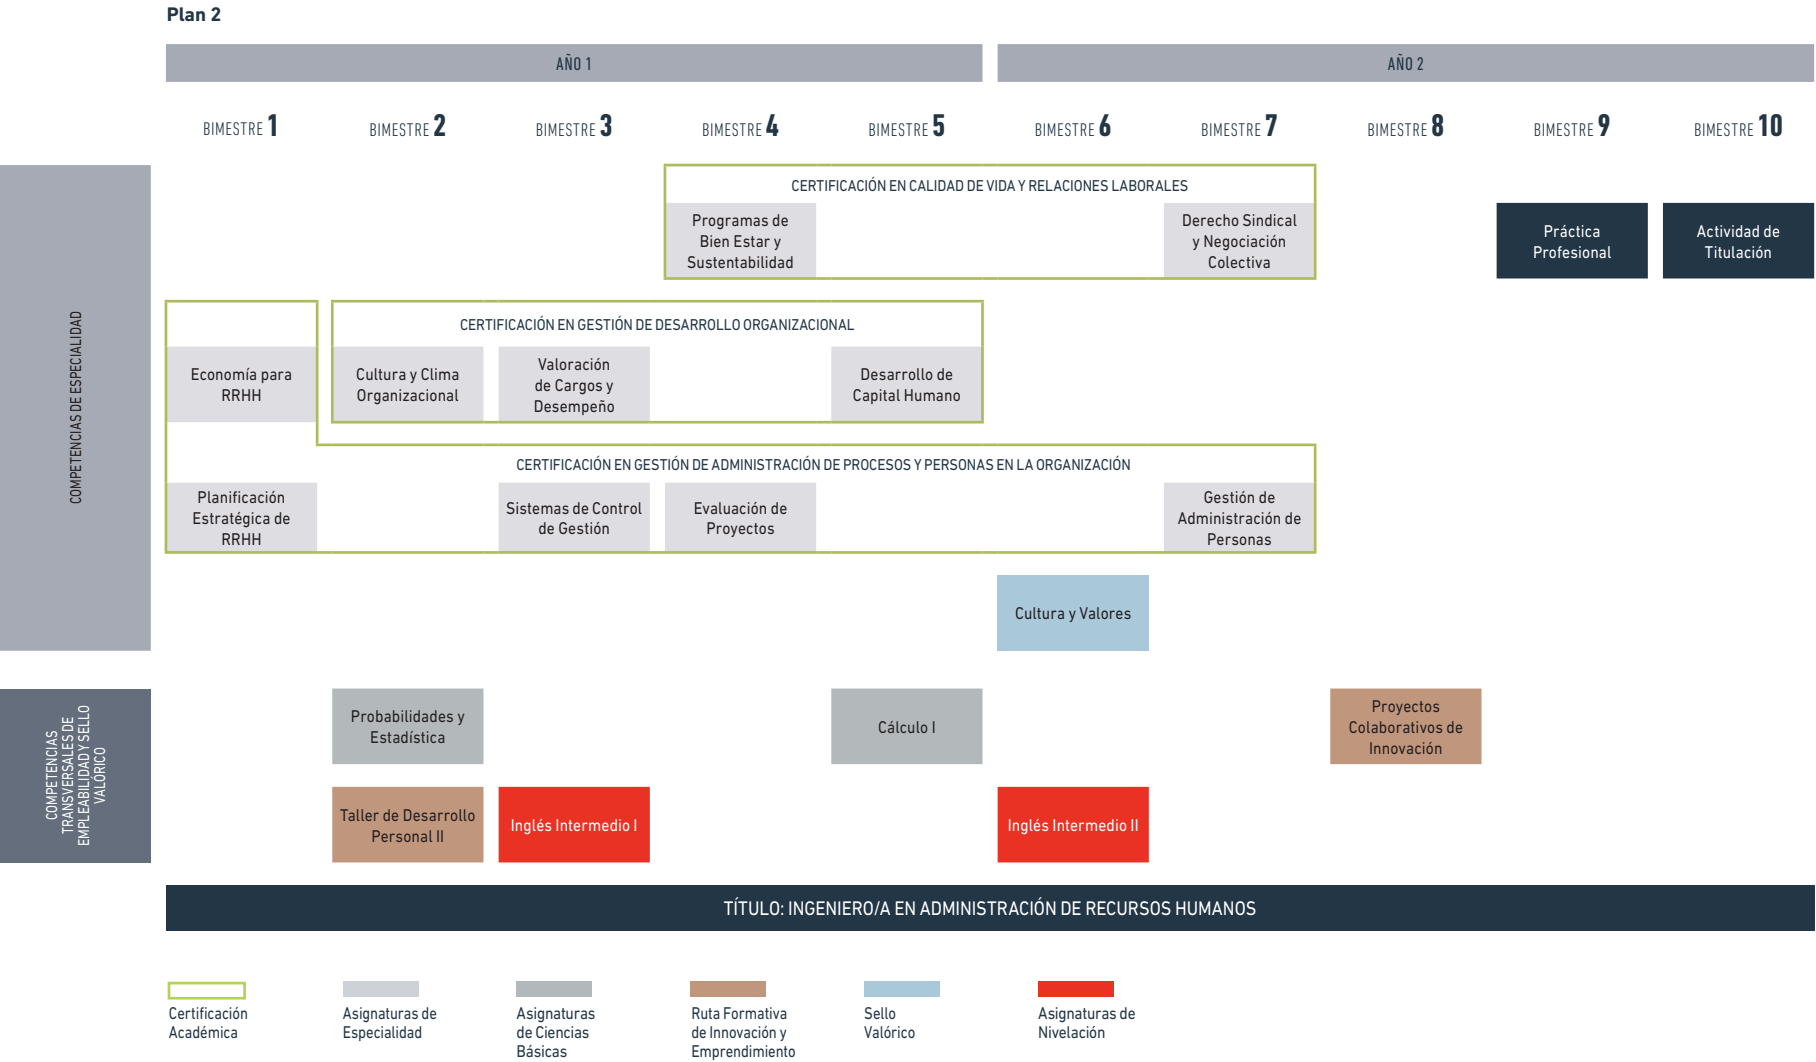 Plan 2
AÑO 1
AÑO 2
BIMESTRE 1
BIMESTRE 2
BIMESTRE 3
BIMESTRE 4
BIMESTRE 5
BIMESTRE 6
BIMESTRE 7
BIMESTRE 8
BIMESTRE 9
BIMESTRE 10
COMPETENCIAS DE ESPECIALIDAD
CERTIFICACIÓN EN CALIDAD DE VIDA Y RELACIONES LABORALES
Programas de
Bien Estar y
Sustentabilidad
Derecho Sindical
y Negociación
Colectiva
Práctica
Profesional
Actividad de
Titulación
CERTIFICACIÓN EN GESTIÓN DE DESARROLLO ORGANIZACIONAL
Economía para
RRHH
Cultura y Clima
Organizacional
Valoración
de Cargos y
Desempeño
Desarrollo de
Capital Humano
CERTIFICACIÓN EN GESTIÓN DE ADMINISTRACIÓN DE PROCESOS Y PERSONAS EN LA ORGANIZACIÓN
Planificación
Estratégica de
RRHH
Sistemas de Control
de Gestión
Evaluación de
Proyectos
Gestión de
Administración de
Personas
Cultura y Valores
COMPETENCIAS
TRANSVERSALES DE
EMPLEABILIDAD Y SELLO
VALÓRICO
Probabilidades y
Estadística
Cálculo I
Proyectos
Colaborativos de
Innovación
Taller de Desarrollo
Personal II
Inglés Intermedio I
Inglés Intermedio II
TÍTULO: INGENIERO/A EN ADMINISTRACIÓN DE RECURSOS HUMANOS
Certificación
Académica
Asignaturas de
Especialidad
Asignaturas
de Ciencias
Básicas
Ruta Formativa
de Innovación y
Emprendimiento
Sello
Valórico
Asignaturas de
Nivelación